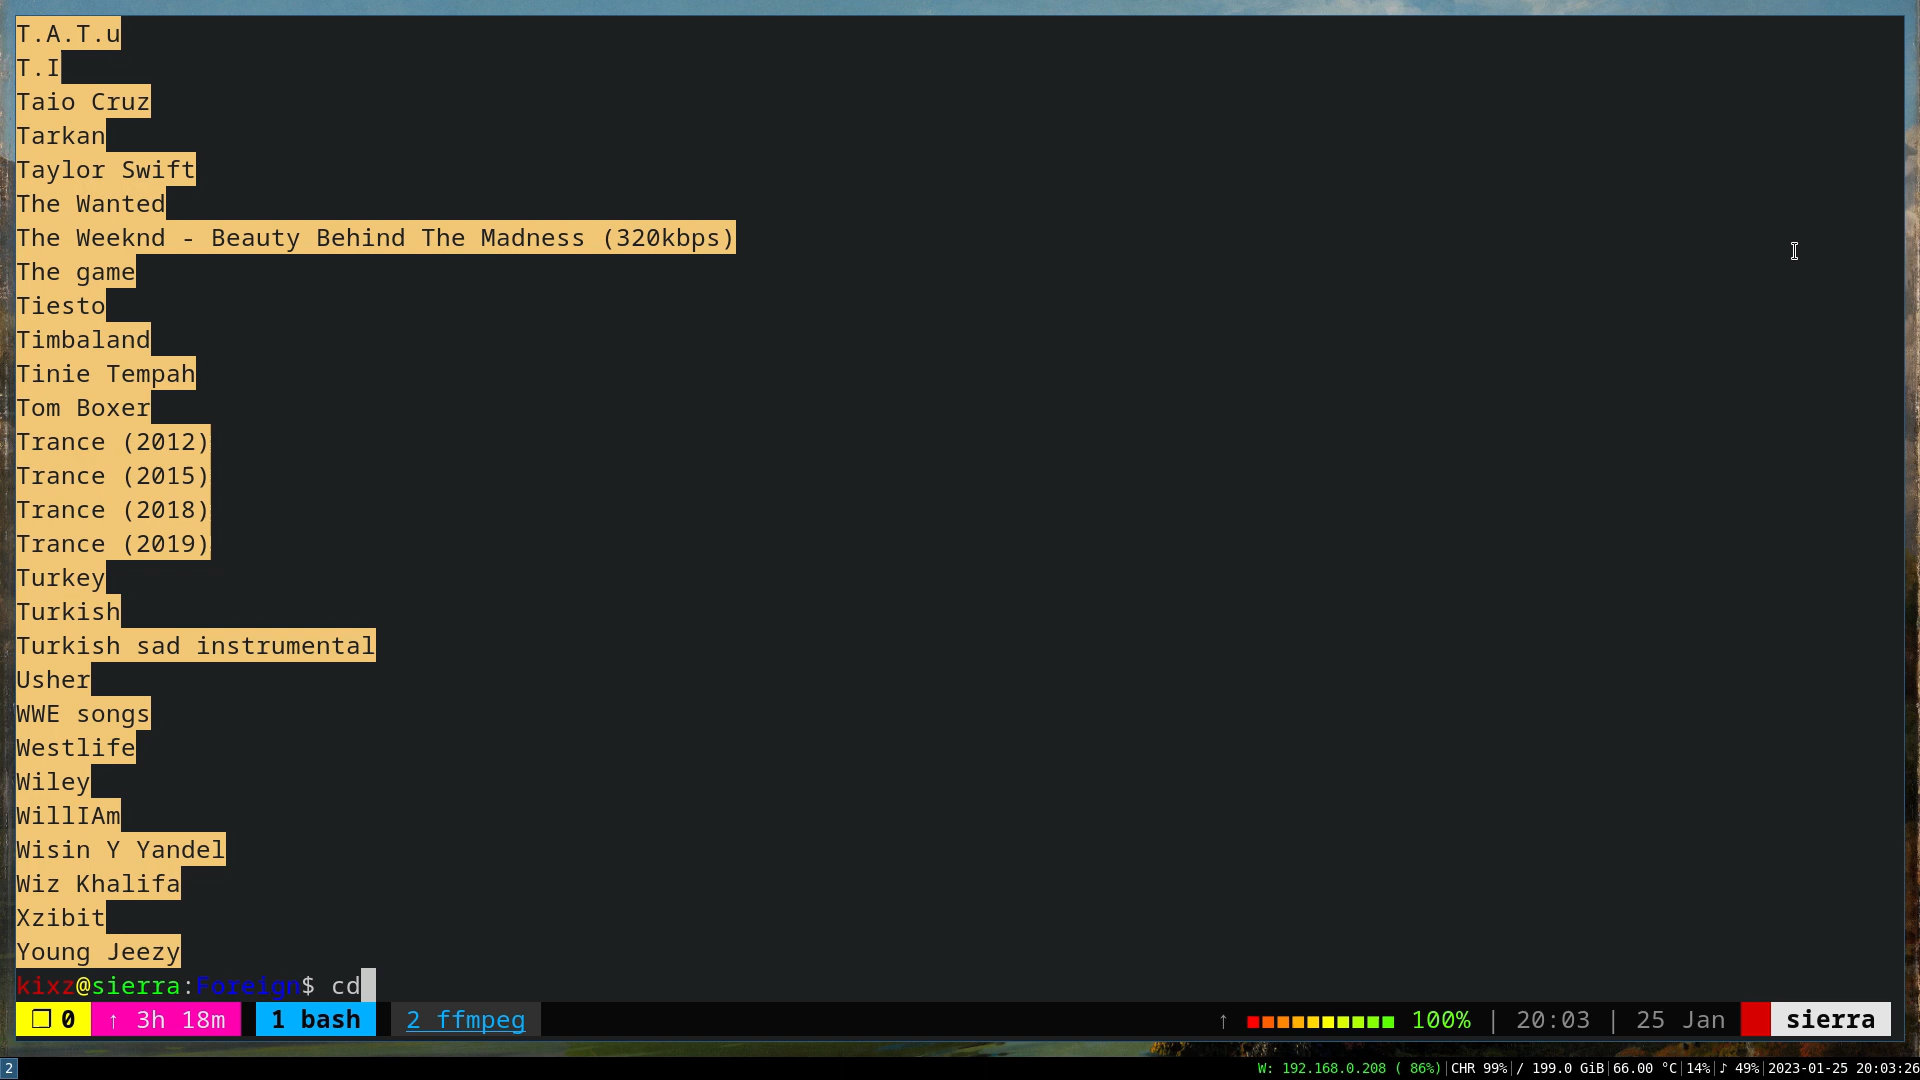 T.A.T.u
T.I
Taio Cruz
Tarkan
Taylor Swift
The Wanted
The Weeknd - Beauty Behind The Madness (320kbps)
The game
Tiesto
Timbaland
Tinie Tempah
Tom Boxer
Trance (2012)
Trance (2015)
Trance (2018)
Trance (2019)
Turkey
Turkish
Turkish sad instrumental
Usher
WWE songs
Westlife
Wiley
WillIAm
Wisin Y Yandel
Wiz Khalifa
Xzibit
Young Jeezy
kixz@sierra:Foreign$ cd
❐ 0 ↑ 3h 18m 1 bash 2 ffmpeg ↑ ■■■■■■■■■■ 100% | 20:03 | 25 Jan sierra
2 W: 192.168.0.208 ( 86%)|CHR 99%|/ 199.0 GiB|66.00 °C|14%|♪ 49%|2023-01-25 20:03:26